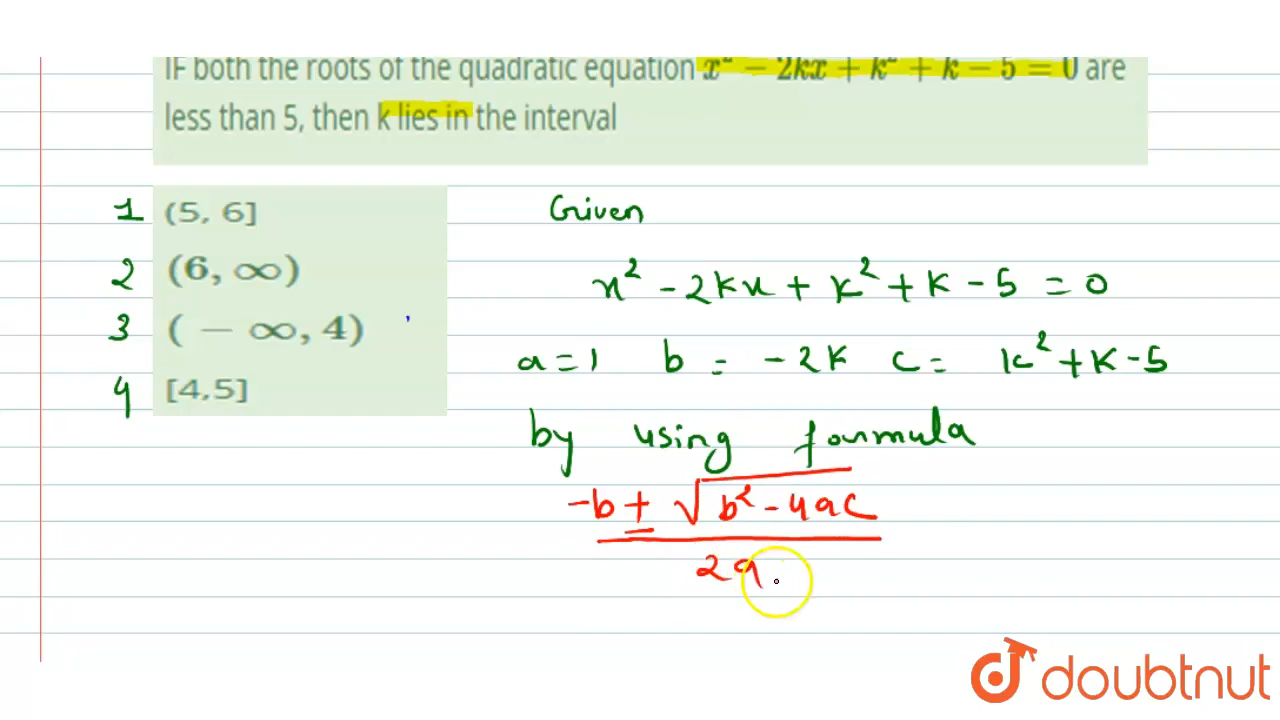 IF both the roots of the quadratic equation x² − 2kx + k² + k − 5 = 0 are
less than 5, then k lies in the interval
1 (5, 6]
2 (6, ∞)
3 ( − ∞, 4)
4 [4,5]
Given
x² - 2kx + k² + k - 5 = 0
a = 1 b = - 2k c = k² + k - 5
by using formula
-b ± √b² - 4ac
2a
doubtnut